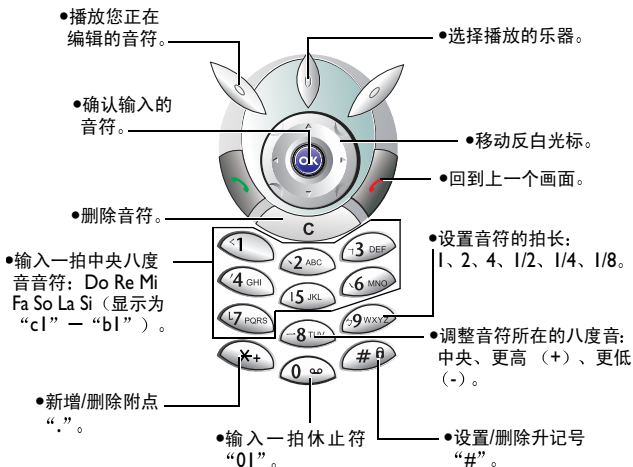 ●播放您正在
编辑的音符。
●选择播放的乐器。
●确认输入的
音符。
●移动反白光标。
OK
●回到上一个画面。
●删除音符。
C
●输入一拍中央八度
音音符：Do Re Mi
Fa So La Si（显示为
“c1”—“b1”）。
1
2 ABC
3 DEF
4 GHI
5 JKL
6 MNO
7 PQRS
8 TUV
9 WXYZ
+
0
#
●设置音符的拍长：
1、2、4、1/2、1/4、1/8。
●调整音符所在的八度音：
中央、更高 （+）、更低
（-）。
●新增/删除附点
“.”。
●输入一拍休止符
“01”。
●设置/删除升记号
“#”。